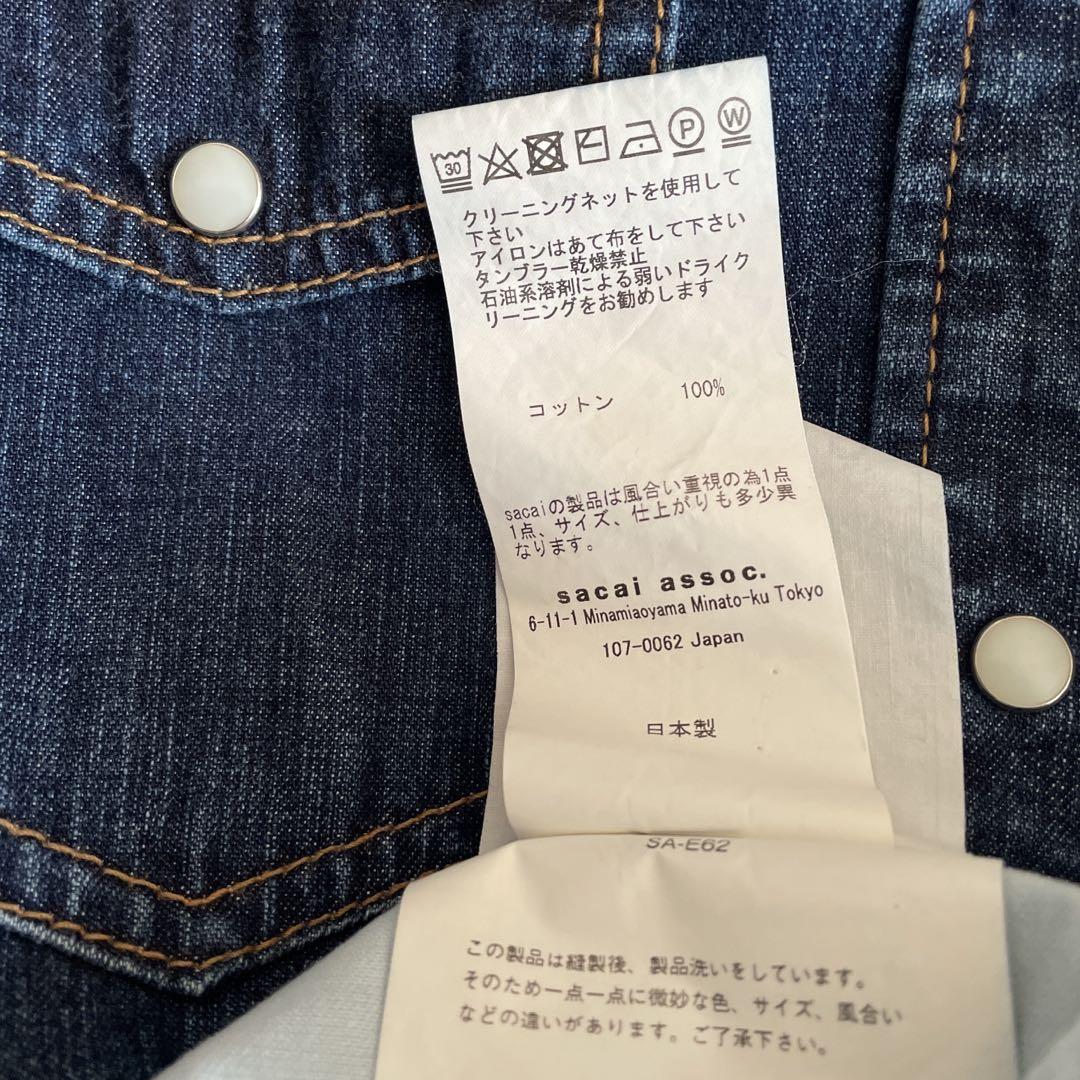 30
P
W
クリーニングネットを使用して
下さい
アイロンはあて布をして下さい
タンブラー乾燥禁止
石油系溶剤による弱いドライク
リーニングをお勧めします
コットン 100%
sacaiの製品は風合い重視の為1点
1点、サイズ、仕上がりも多少異
なります。
sacai assoc.
6-11-1 Minamiaoyama Minato-ku Tokyo
107-0062 Japan
日本製
SA-E62
この製品は縫製後、製品洗いをしています。
そのため一点一点に微妙な色、サイズ、風合い
などの違いがあります。ご了承下さい。